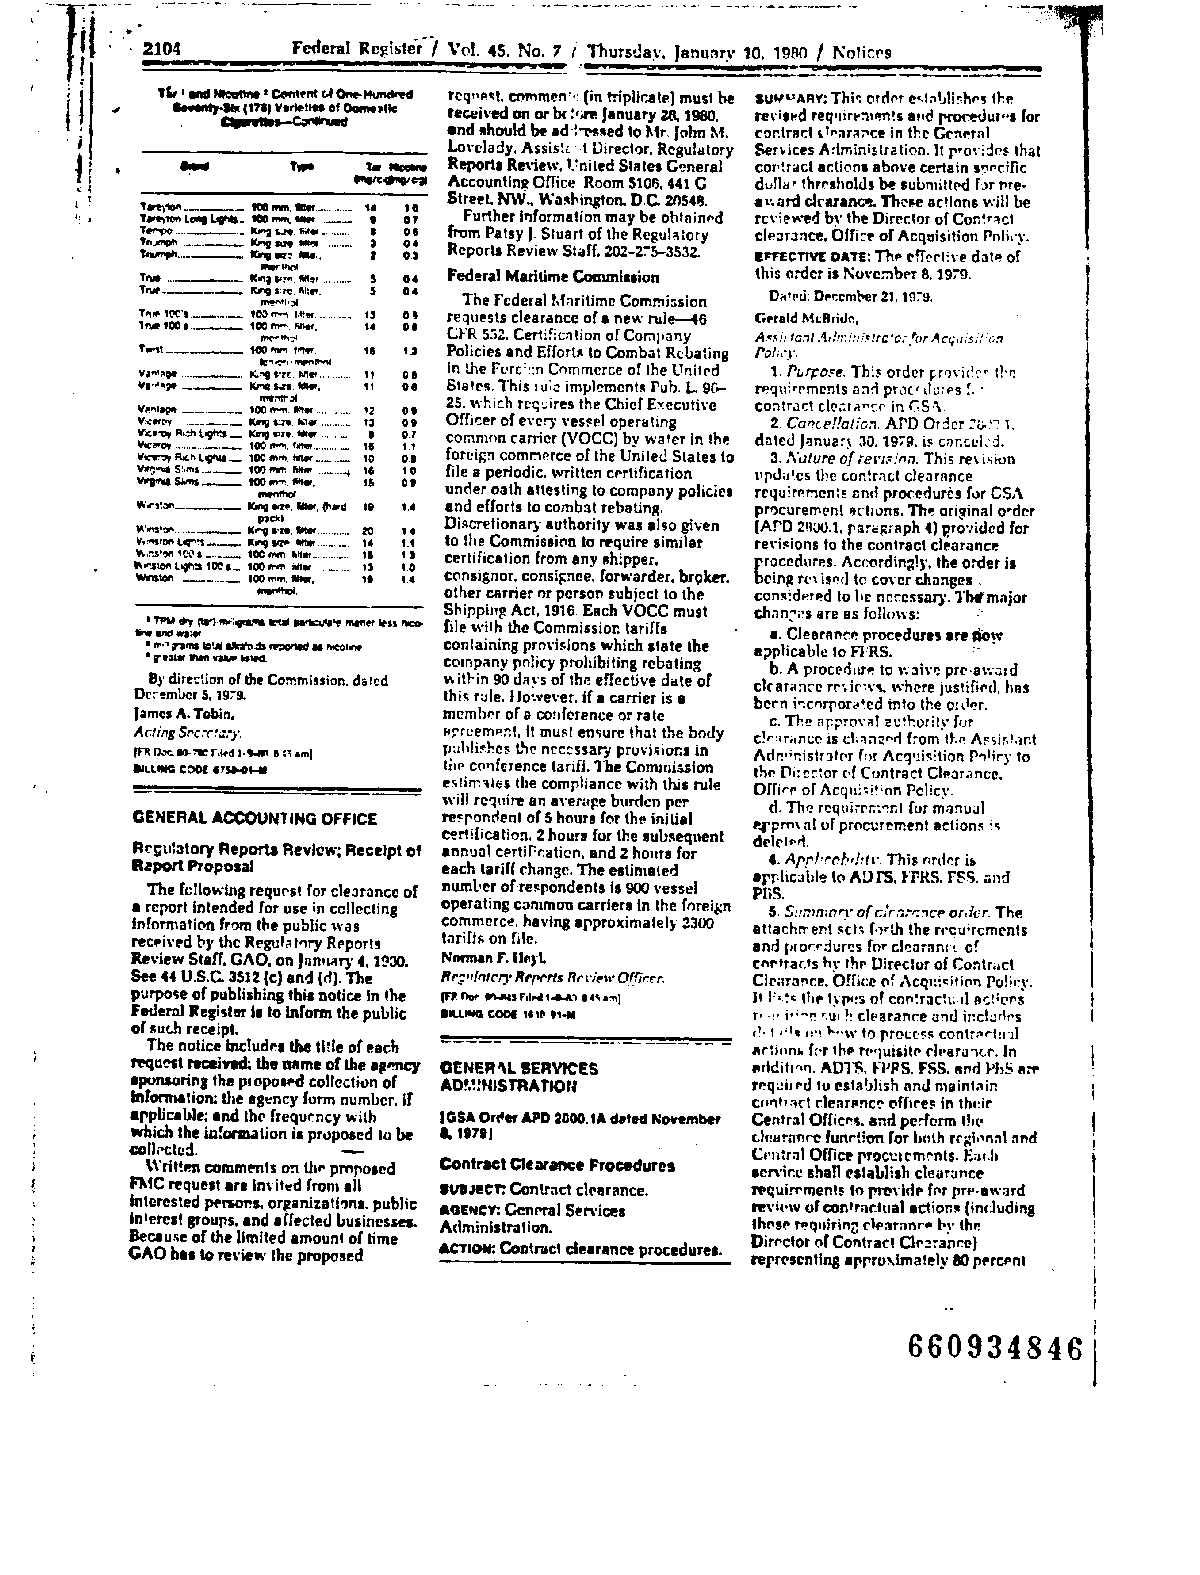 2104 Federal Register / Vol. 45, No. 7 / Thursday, January 10, 1980 / Notices
Tar ¹ and Nicotine ² Content of One-Hundred
Seventy-Six (176) Varieties of Domestic
Cigarettes—Continued
Brand Type Tar Nicotine
(mg/cig)(mg/cig)
Tareyton 100 mm, filter 14 1.0
Tareyton Long Lights 100 mm, filter 9 0.7
Tempo King size, filter 8 0.6
Triumph King size, filter 3 0.4
Triumph King size filter, 2 0.3
menthol
True King size, filter 5 0.4
True King size, filter, 5 0.4
menthol
True 100's 100 mm, filter 13 0.9
True 100's 100 mm, filter, 14 0.8
menthol
Twist 100 mm, filter, 16 1.3
lemon menthol
Vantage King size, filter 11 0.8
Vantage King size, filter, 11 0.8
menthol
Vantage 100 mm, filter 12 0.9
Viceroy King size, filter 13 0.9
Viceroy Rich Lights King size, filter 9 0.7
Viceroy 100 mm, filter 15 1.1
Viceroy Rich Lights 100 mm, filter 10 0.8
Virginia Slims 100 mm, filter 16 1.0
Virginia Slims 100 mm, filter, 15 0.9
menthol
Winston King size, filter, (hard 19 1.4
pack)
Winston King size, filter 20 1.4
Winston Lights King size filter 14 1.1
Winston 100's 100 mm, filter 18 1.3
Winston Lights 100's 100 mm, filter 13 1.0
Winston 100 mm, filter, 18 1.4
menthol.
¹ TPM dry (tar)-milligrams total particulate matter less nico-
tine and water
² milligrams total alkaloids reported as nicotine
³ greater than value listed.
By direction of the Commission, dated
December 5, 1979.
James A. Tobin,
Acting Secretary.
[FR Doc. 80-780 Filed 1-9-80 8:45 am]
BILLING CODE 6750-01-M
GENERAL ACCOUNTING OFFICE
Regulatory Reports Review; Receipt of
Report Proposal
The following request for clearance of
a report intended for use in collecting
information from the public was
received by the Regulatory Reports
Review Staff, GAO, on January 4, 1980.
See 44 U.S.C. 3512 (c) and (d). The
purpose of publishing this notice in the
Federal Register is to inform the public
of such receipt.
The notice includes the title of each
request received; the name of the agency
sponsoring the proposed collection of
information; the agency form number, if
applicable; and the frequency with
which the information is proposed to be
collected.
Written comments on the proposed
FMC request are invited from all
interested persons, organizations, public
interest groups, and affected businesses.
Because of the limited amount of time
GAO has to review the proposed
request, comments (in triplicate) must be
received on or before January 28, 1980,
and should be addressed to Mr. John M.
Lovelady, Assistant Director, Regulatory
Reports Review, United States General
Accounting Office Room 5106, 441 G
Street, NW., Washington, D.C. 20548.
Further information may be obtained
from Patsy J. Stuart of the Regulatory
Reports Review Staff, 202-275-3532.
Federal Maritime Commission
The Federal Maritime Commission
requests clearance of a new rule—46
CFR 552, Certification of Company
Policies and Efforts to Combat Rebating
in the Foreign Commerce of the United
States. This rule implements Pub. L. 96-
25, which requires the Chief Executive
Officer of every vessel operating
common carrier (VOCC) by water in the
foreign commerce of the United States to
file a periodic, written certification
under oath attesting to company policies
and efforts to combat rebating.
Discretionary authority was also given
to the Commission to require similar
certification from any shipper,
consignor, consignee, forwarder, broker,
other carrier or person subject to the
Shipping Act, 1916. Each VOCC must
file with the Commission tariffs
containing provisions which state the
company policy prohibiting rebating
within 90 days of the effective date of
this rule. However, if a carrier is a
member of a conference or rate
agreement, it must ensure that the body
publishes the necessary provisions in
the conference tariff. The Commission
estimates the compliance with this rule
will require an average burden per
respondent of 5 hours for the initial
certification, 2 hours for the subsequent
annual certification, and 2 hours for
each tariff change. The estimated
number of respondents is 900 vessel
operating common carriers in the foreign
commerce, having approximately 2300
tariffs on file.
Norman F. Heyl,
Regulatory Reports Review Officer.
[FR Doc. Filed 8:45 am]
BILLING CODE 1610-01-M
GENERAL SERVICES
ADMINISTRATION
[GSA Order APD 2800.1A dated November
8, 1979]
Contract Clearance Procedures
SUBJECT: Contract clearance.
AGENCY: General Services
Administration.
ACTION: Contract clearance procedures.
SUMMARY: This order establishes the
revised requirements and procedures for
contract clearance in the General
Services Administration. It provides that
contract actions above certain specific
dollar thresholds be submitted for pre-
award clearance. These actions will be
reviewed by the Director of Contract
clearance, Office of Acquisition Policy.
EFFECTIVE DATE: The effective date of
this order is November 8, 1979.
Dated: December 21, 1979.
Gerald McBride,
Assistant Administrator for Acquisition
Policy.
1. Purpose. This order provides the
requirements and procedures for
contract clearance in GSA.
2. Cancellation. APD Order 2800.1,
dated January 30, 1979, is canceled.
3. Nature of revision. This revision
updates the contract clearance
requirements and procedures for GSA
procurement actions. The original order
(APD 2800.1, paragraph 4) provided for
revisions to the contract clearance
procedures. Accordingly, the order is
being revised to cover changes
considered to be necessary. The major
changes are as follows:
a. Clearance procedures are now
applicable to FPRS.
b. A procedure to waive pre-award
clearance reviews, where justified, has
been incorporated into the order.
c. The approval authority for
clearance is changed from the Assistant
Administrator for Acquisition Policy to
the Director of Contract Clearance,
Office of Acquisition Policy.
d. The requirement for manual
approval of procurement actions is
deleted.
4. Applicability. This order is
applicable to ADTS, FPRS, FSS, and
PBS.
5. Summary of clearance order. The
attachment sets forth the requirements
and procedures for clearance of
contracts by the Director of Contract
Clearance, Office of Acquisition Policy.
It lists the types of contractual actions
requiring such clearance and includes
details on how to process contractual
actions for the requisite clearance. In
addition, ADTS, FPRS, FSS, and PBS are
required to establish and maintain
contract clearance offices in their
Central Offices, and perform the
clearance function for both regional and
Central Office procurements. Each
service shall establish clearance
requirements to provide for pre-award
review of contractual actions (including
those requiring clearance by the
Director of Contract Clearance)
representing approximately 80 percent
660934846